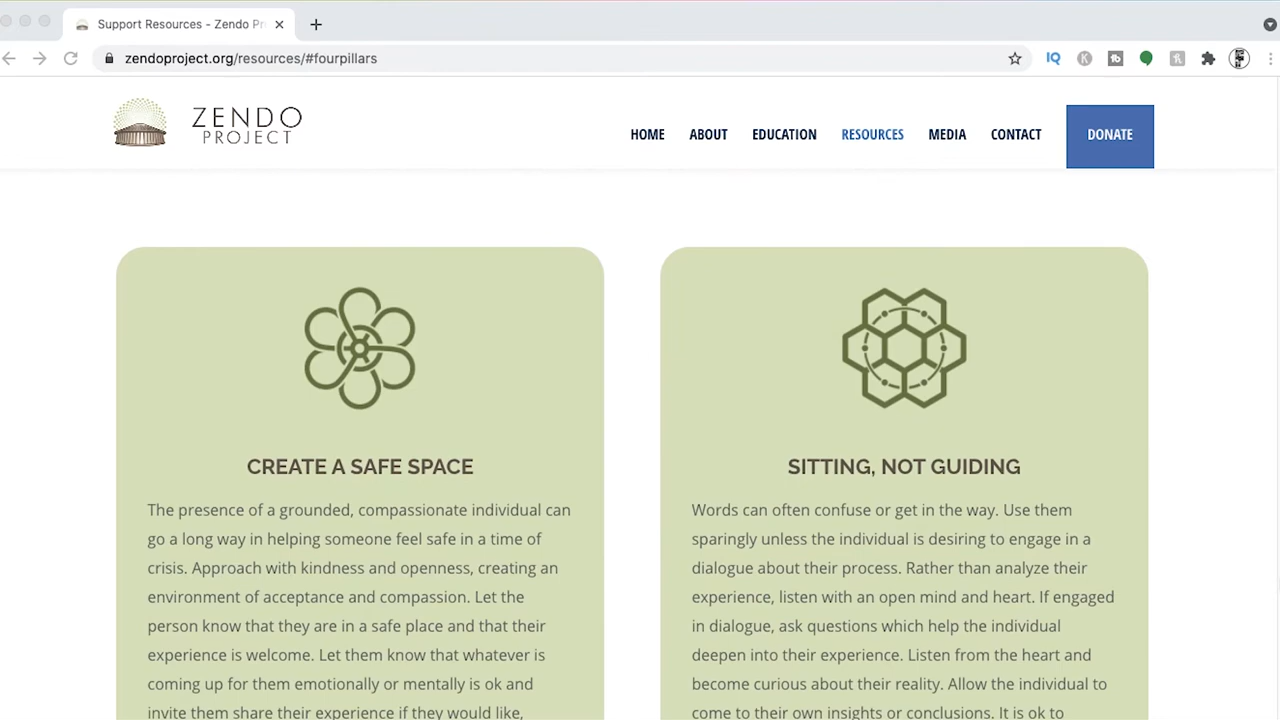 Support Resources - Zendo Pr
zendoproject.org/resources/#fourpillars
IQ
K
tb
ZENDO
PROJECT
HOME
ABOUT
EDUCATION
RESOURCES
MEDIA
CONTACT
DONATE
CREATE A SAFE SPACE
The presence of a grounded, compassionate individual can
go a long way in helping someone feel safe in a time of
crisis. Approach with kindness and openness, creating an
environment of acceptance and compassion. Let the
person know that they are in a safe place and that their
experience is welcome. Let them know that whatever is
coming up for them emotionally or mentally is ok and
invite them share their experience if they would like,
SITTING, NOT GUIDING
Words can often confuse or get in the way. Use them
sparingly unless the individual is desiring to engage in a
dialogue about their process. Rather than analyze their
experience, listen with an open mind and heart. If engaged
in dialogue, ask questions which help the individual
deepen into their experience. Listen from the heart and
become curious about their reality. Allow the individual to
come to their own insights or conclusions. It is ok to